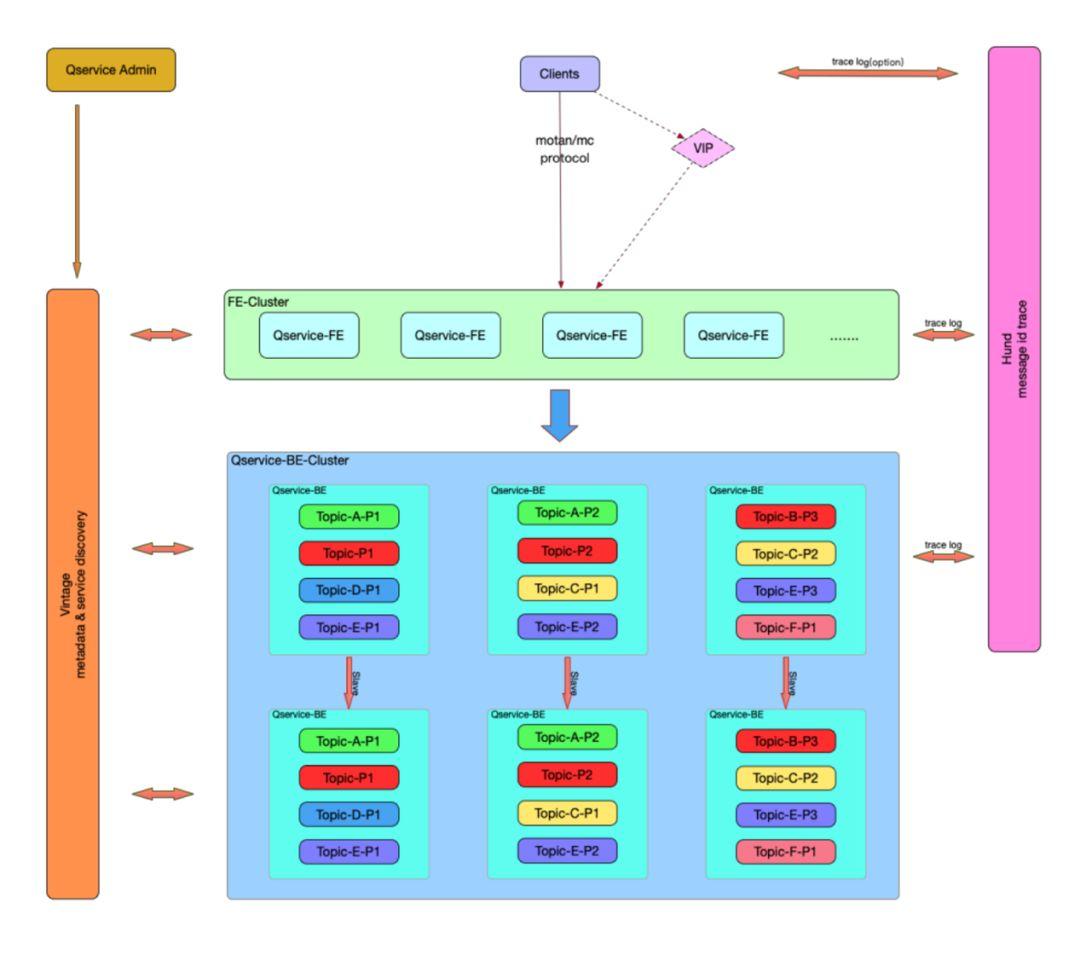 Qservice Admin
Clients
trace log(option)
motan/mc
protocol
VIP
FE-Cluster
Qservice-FE
Qservice-FE
Qservice-FE
Qservice-FE
.......
trace log
Hund
message id trace
Vintage
metadata & service discovery
Qservice-BE-Cluster
Qservice-BE
Topic-A-P1
Topic-P1
Topic-D-P1
Topic-E-P1
Qservice-BE
Topic-A-P2
Topic-P2
Topic-C-P1
Topic-E-P2
Qservice-BE
Topic-B-P3
Topic-C-P2
Topic-E-P3
Topic-F-P1
trace log
Slave
Slave
Slave
Qservice-BE
Topic-A-P1
Topic-P1
Topic-D-P1
Topic-E-P1
Qservice-BE
Topic-A-P2
Topic-P2
Topic-C-P1
Topic-E-P2
Qservice-BE
Topic-B-P3
Topic-C-P2
Topic-E-P3
Topic-F-P1